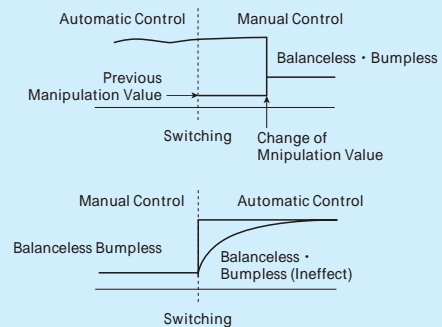 Automatic Control
Manual Control
Balanceless・Bumpless
Previous
Manipulation Value
Switching
Change of
Mnipulation Value
Manual Control
Automatic Control
Balanceless Bumpless
Balanceless・
Bumpless (Ineffect)
Switching